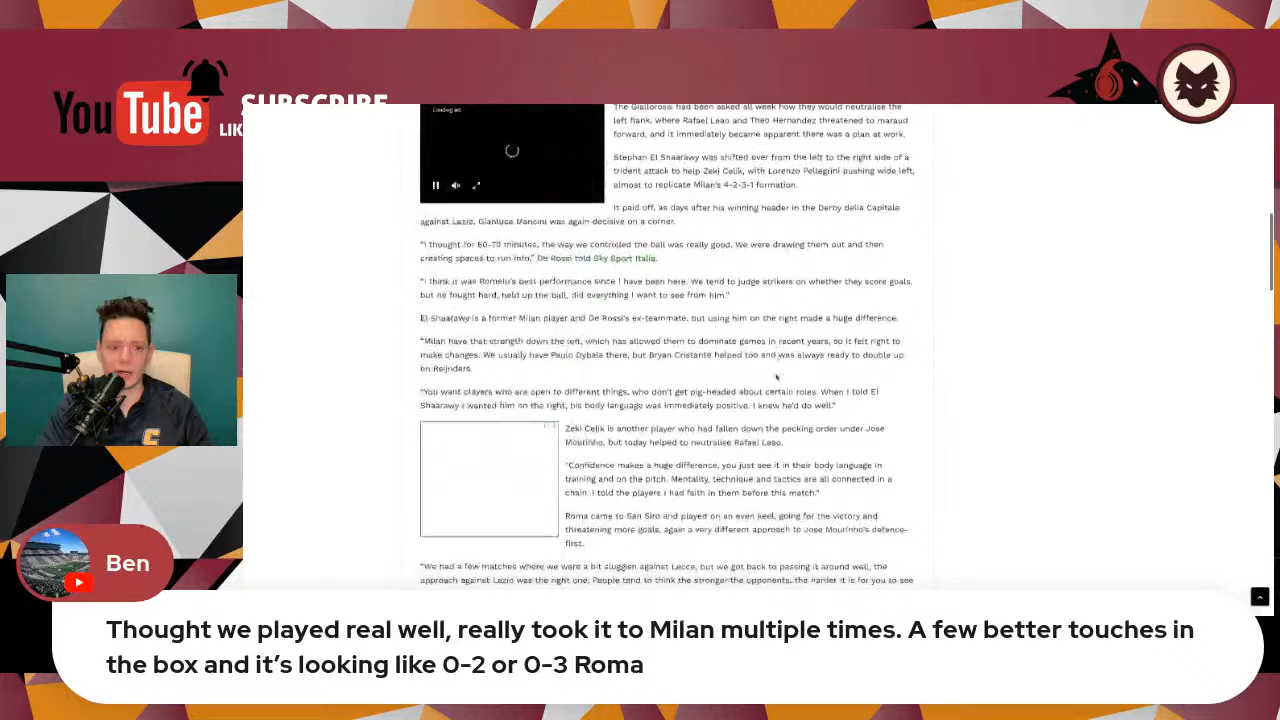 YouTube
SUBSCRIBE
LIK
Loading ad
The Giallorossi had been asked all week how they would neutralise the
left flank, where Rafael Leao and Theo Hernandez threatened to maraud
forward, and it immediately became apparent there was a plan at work.
Stephan El Shaarawy was shifted over from the left to the right side of a
trident attack to help Zeki Celik, with Lorenzo Pellegrini pushing wide left,
almost to replicate Milan's 4-2-3-1 formation.
It paid off, as days after his winning header in the Derby della Capitale
against Lazio, Gianluca Mancini was again decisive on a corner.
"I thought for 60-70 minutes, the way we controlled the ball was really good. We were drawing them out and then
creating spaces to run into," De Rossi told Sky Sport Italia.
"I think it was Romelu's best performance since I have been here. We tend to judge strikers on whether they score goals,
but he fought hard, held up the ball, did everything I want to see from him."
El Shaarawy is a former Milan player and De Rossi's ex-teammate, but using him on the right made a huge difference.
"Milan have that strength down the left, which has allowed them to dominate games in recent years, so it felt right to
make changes. We usually have Paulo Dybala there, but Bryan Cristante helped too and was always ready to double up
on Reijnders.
"You want players who are open to different things, who don't get pig-headed about certain roles. When I told El
Shaarawy I wanted him on the right, his body language was immediately positive. I knew he'd do well."
Zeki Celik is another player who had fallen down the pecking order under Jose
Mourinho, but today helped to neutralise Rafael Leao.
"Confidence makes a huge difference, you just see it in their body language in
training and on the pitch. Mentality, technique and tactics are all connected in a
chain. I told the players I had faith in them before this match."
Roma came to San Siro and played on an even keel, going for the victory and
threatening more goals, again a very different approach to Jose Mourinho's defence-
first.
"We had a few matches where we were a bit sluggish against Lecce, but we got back to passing it around well, the
approach against Lazio was the right one. People tend to think the stronger the opponents, the harder it is for you to see
Ben
Thought we played real well, really took it to Milan multiple times. A few better touches in
the box and it's looking like 0-2 or 0-3 Roma